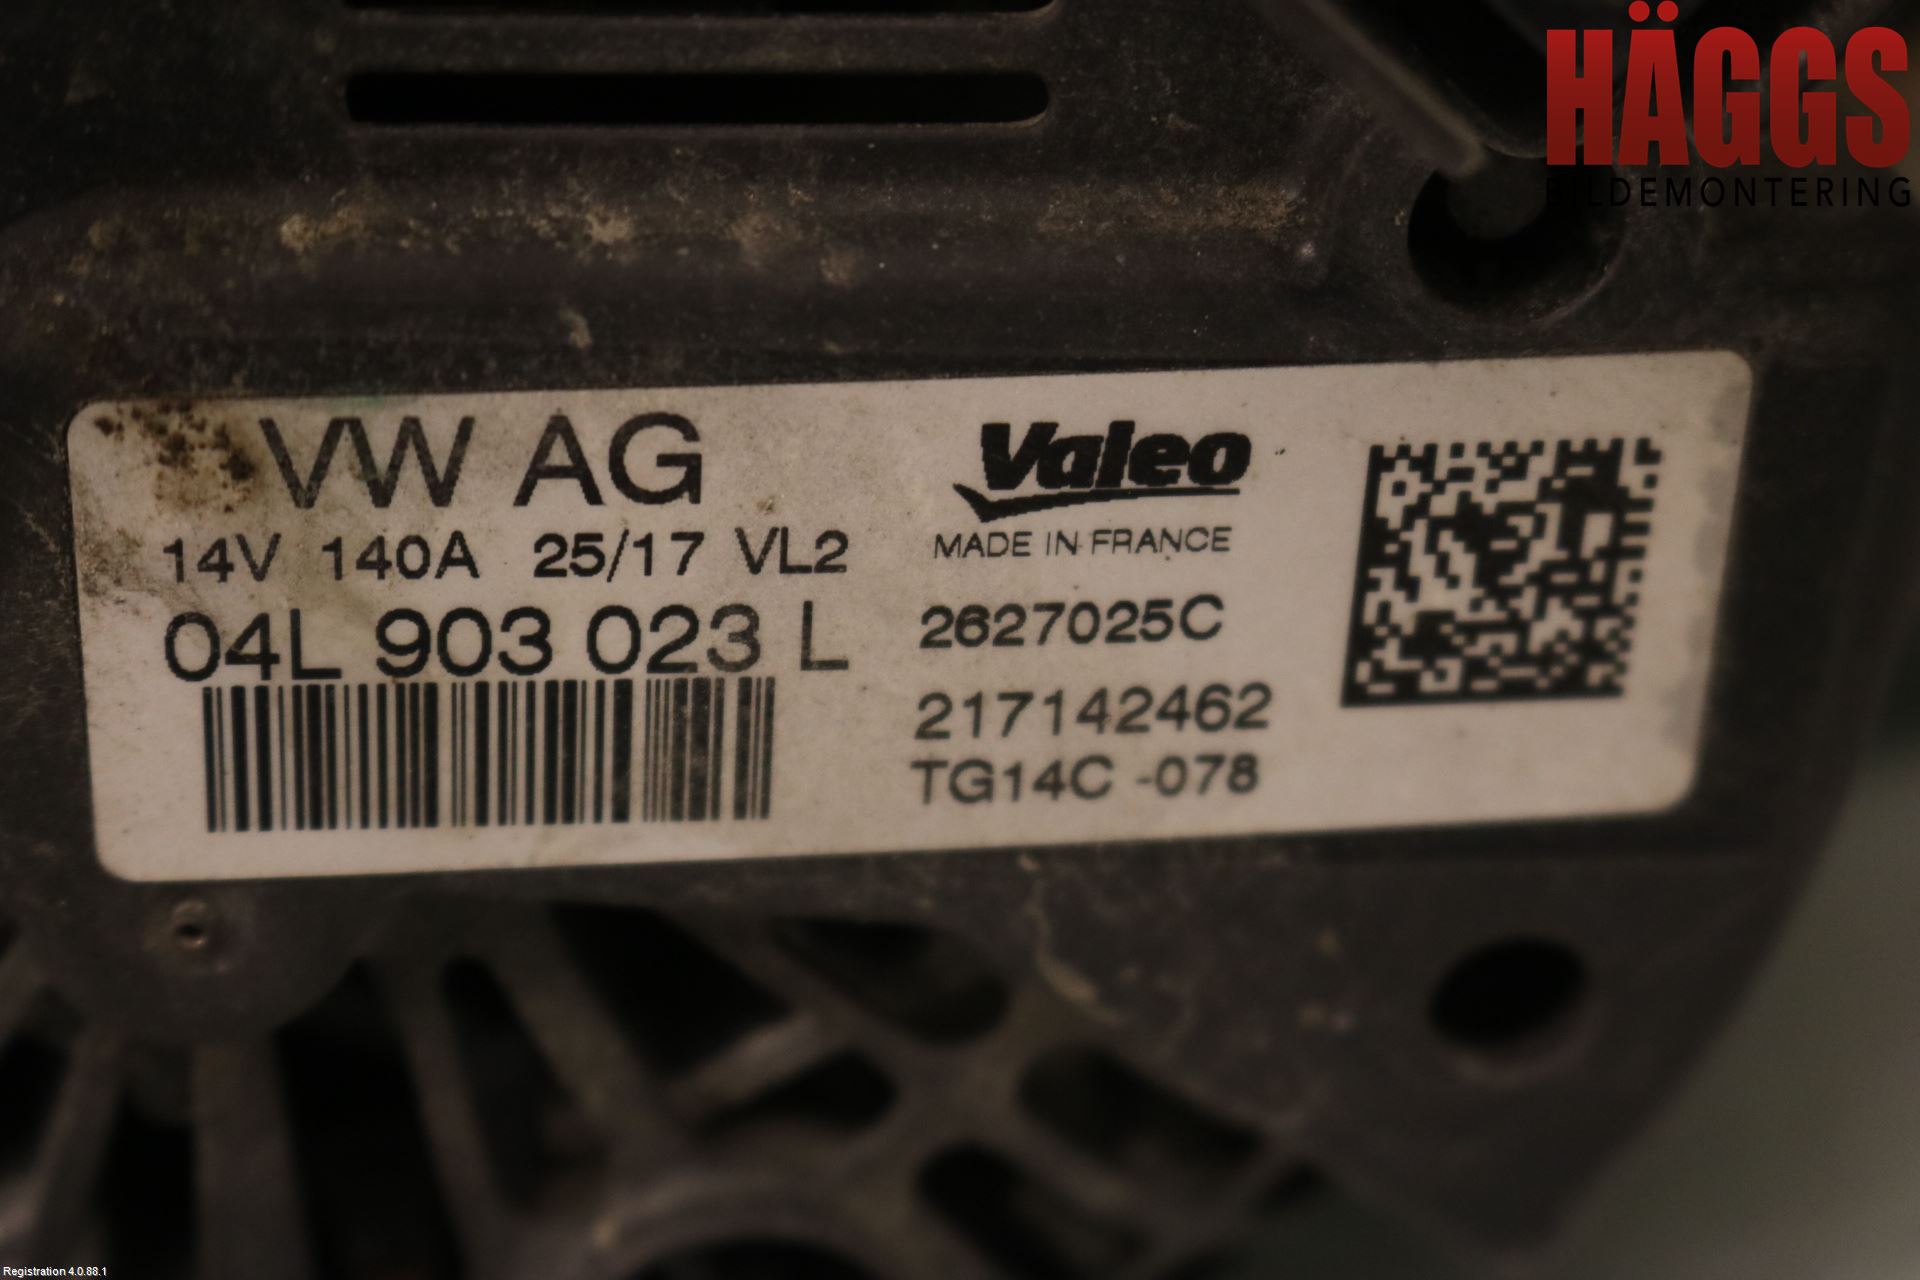 HÄGGS
BILDEMONTERING
VW AG
14V 140A 25/17 VL2
04L 903 023 L
Valeo
MADE IN FRANCE
2627025C
217142462
TG14C -078
Registration 4.0.88.1